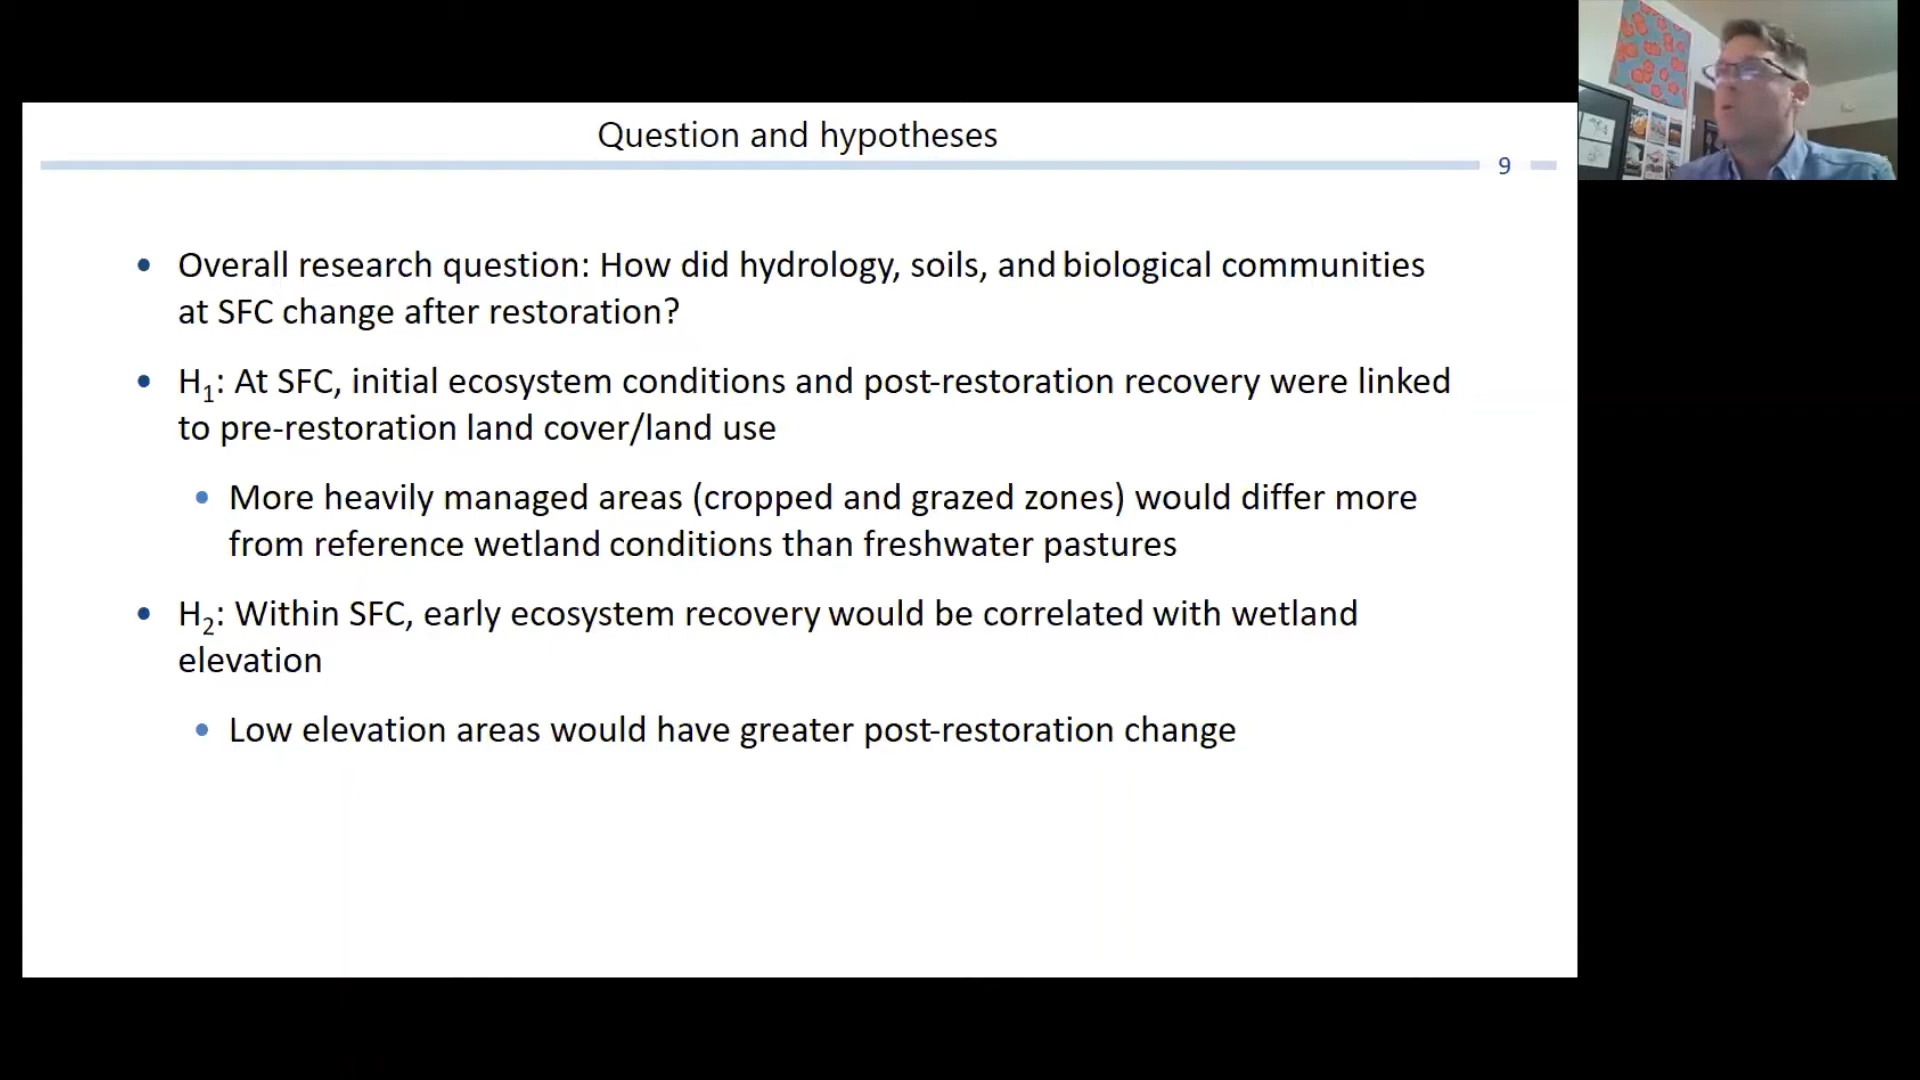 Question and hypotheses
9
• Overall research question: How did hydrology, soils, and biological communities
at SFC change after restoration?
• H₁: At SFC, initial ecosystem conditions and post-restoration recovery were linked
to pre-restoration land cover/land use
• More heavily managed areas (cropped and grazed zones) would differ more
from reference wetland conditions than freshwater pastures
• H₂: Within SFC, early ecosystem recovery would be correlated with wetland
elevation
• Low elevation areas would have greater post-restoration change